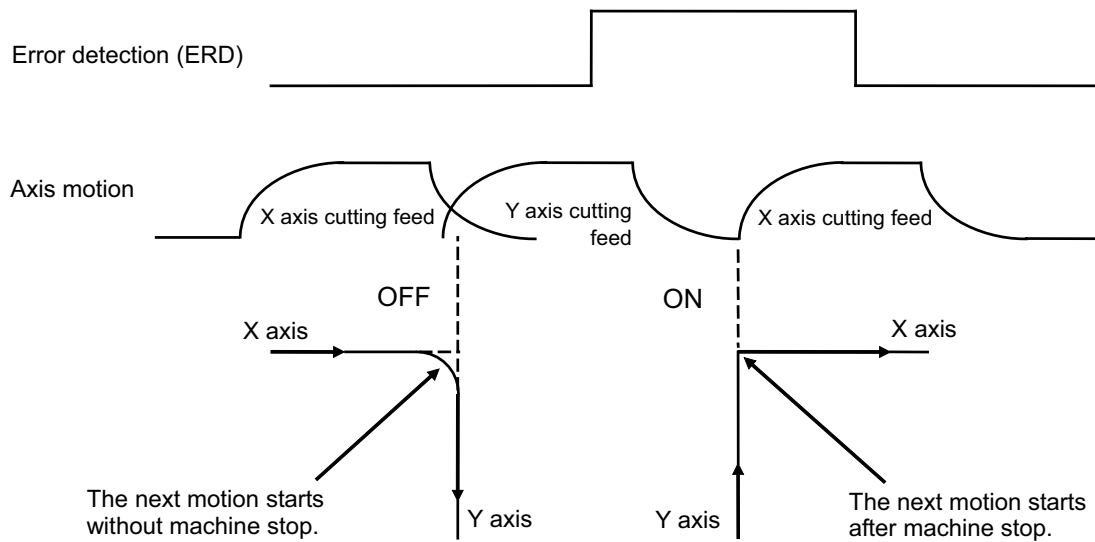 Error detection (ERD)
Axis motion
X axis cutting feed
Y axis cutting
feed
X axis cutting feed
OFF
ON
X axis
X axis
The next motion starts
without machine stop.
Y axis
Y axis
The next motion starts
after machine stop.